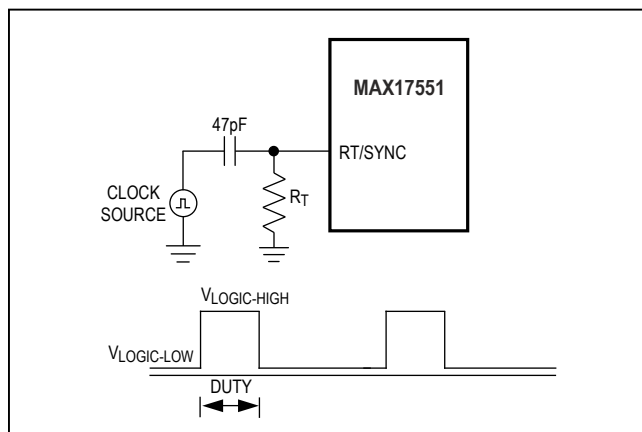 MAX17551
47pF
RT/SYNC
RT
CLOCK
SOURCE
VLOGIC-HIGH
VLOGIC-LOW
DUTY